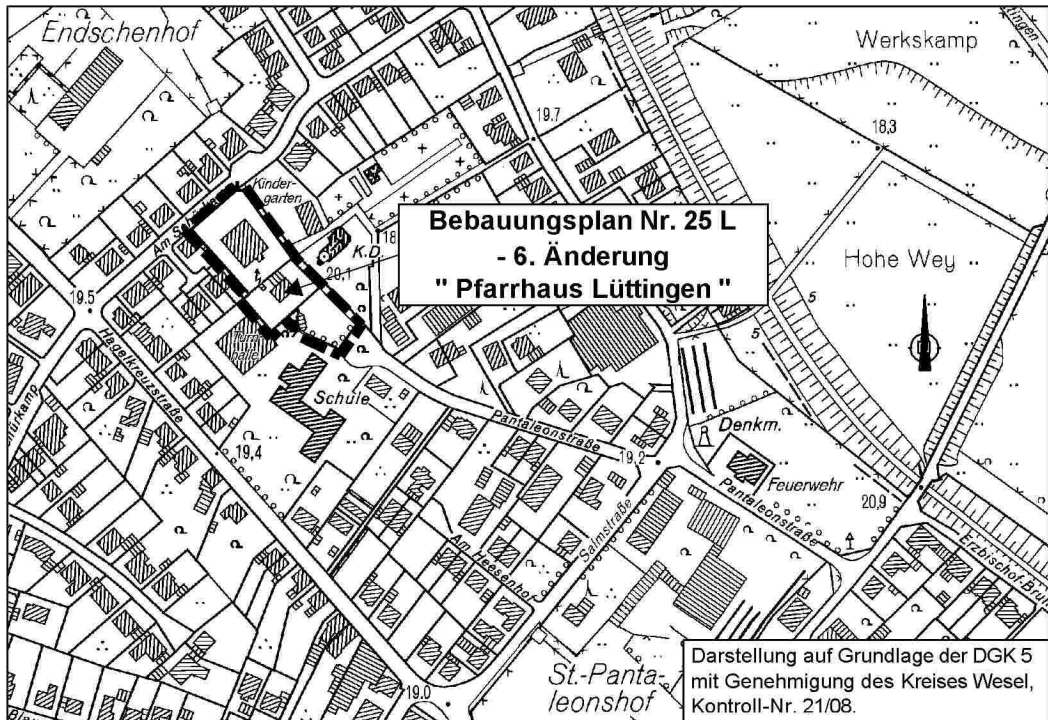 Endschenhof
Werkskamp
18,3
19.7
Kinder-
garten
Bebauungsplan Nr. 25 L
- 6. Änderung
" Pfarrhaus Lüttingen "
K.D.
20,1
Hohe Wey
5
5
19.5
Hagelkreuzstraße
Schule
Pantaleonstraße
Denkm.
19,4
19,2
Feuerwehr
Pantaleonstraße
20,9
Salmstraße
Am Heesenhof
St.-Panta-
leonshof
19.0
Darstellung auf Grundlage der DGK 5
mit Genehmigung des Kreises Wesel,
Kontroll-Nr. 21/08.